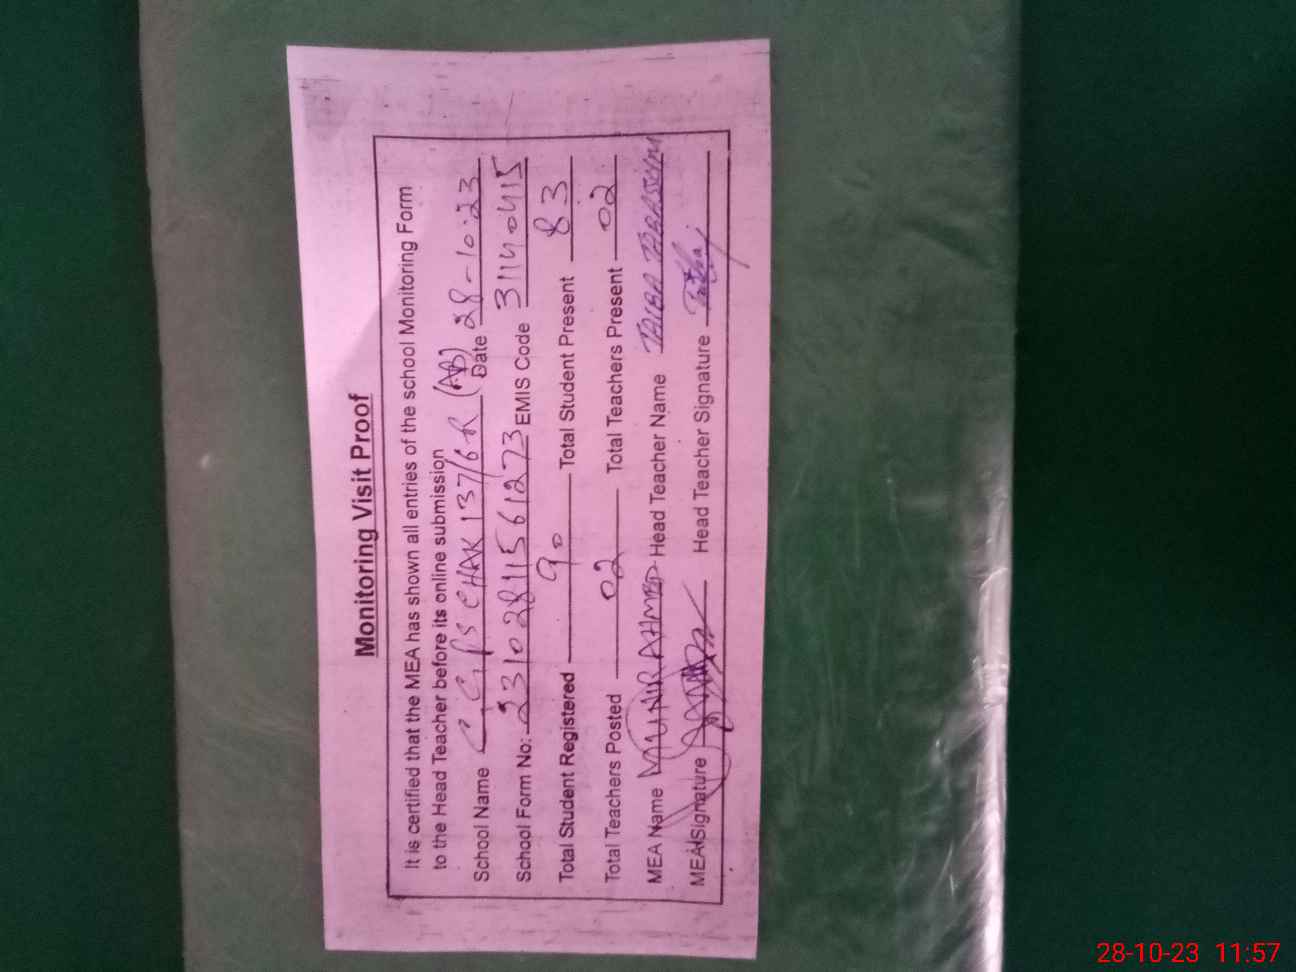 Monitoring Visit Proof
It is certified that the MEA has shown all entries of the school Monitoring Form
to the Head Teacher before its online submission
School Name GGPS CHAK 137/6R (AB) Date 28-10-23
School Form No: 23102811561273 EMIS Code 31140415
Total Student Registered 90 Total Student Present 83
Total Teachers Posted 02 Total Teachers Present 02
MEA Name MUNIR AHMED Head Teacher Name TAIBA TABASSUM
MEA Signature Head Teacher Signature
28-10-23 11:57